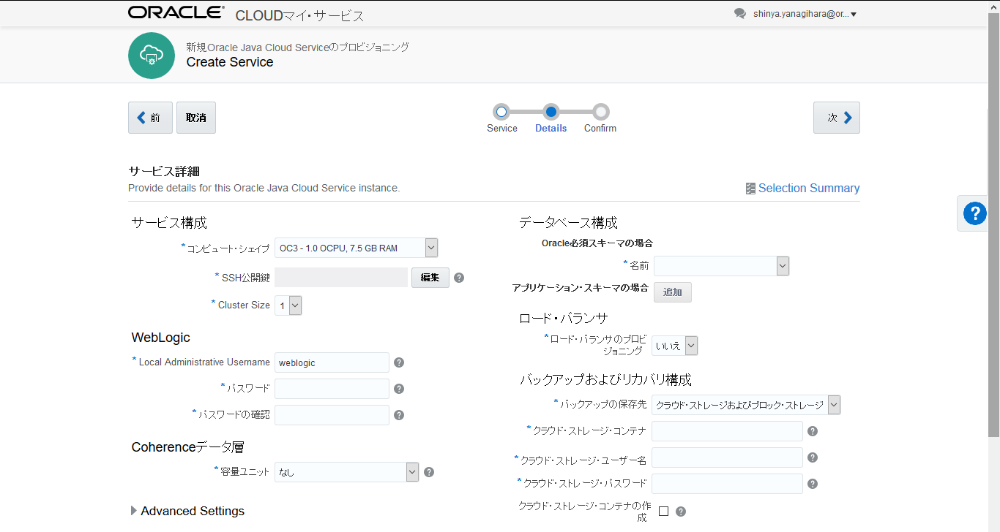 ORACLE® CLOUDマイ・サービス
shinya.yanagihara@or...
新規Oracle Java Cloud Serviceのプロビジョニング
Create Service
前
取消
Service
Details
Confirm
次
サービス詳細
Provide details for this Oracle Java Cloud Service instance.
Selection Summary
?
サービス構成
*コンピュート・シェイプ OC3 - 1.0 OCPU, 7.5 GB RAM
*SSH公開鍵 編集 ?
*Cluster Size 1
WebLogic
*Local Administrative Username weblogic ?
*パスワード ?
*パスワードの確認 ?
Coherenceデータ層
*容量ユニット なし ?
Advanced Settings
データベース構成
Oracle必須スキーマの場合
*名前
アプリケーション・スキーマの場合 追加
ロード・バランサ
*ロード・バランサのプロビ
ジョニング いいえ
バックアップおよびリカバリ構成
*バックアップの保存先 クラウド・ストレージおよびブロック・ストレージ
*クラウド・ストレージ・コンテナ ?
*クラウド・ストレージ・ユーザー名 ?
*クラウド・ストレージ・パスワード ?
クラウド・ストレージ・コンテナの作
成 ?